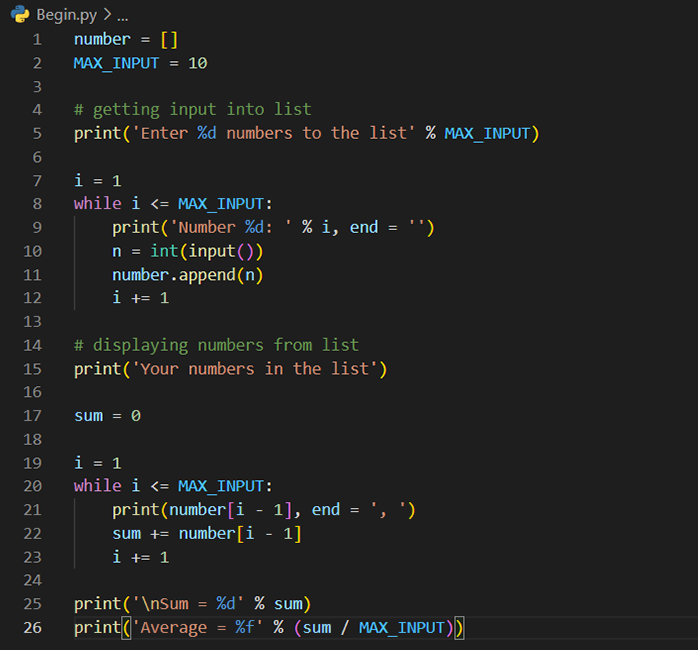 Begin.py > ...
1 number = []
2 MAX_INPUT = 10
3
4 # getting input into list
5 print('Enter %d numbers to the list' % MAX_INPUT)
6
7 i = 1
8 while i <= MAX_INPUT:
9     print('Number %d: ' % i, end = '')
10     n = int(input())
11     number.append(n)
12     i += 1
13
14 # displaying numbers from list
15 print('Your numbers in the list')
16
17 sum = 0
18
19 i = 1
20 while i <= MAX_INPUT:
21     print(number[i - 1], end = ', ')
22     sum += number[i - 1]
23     i += 1
24
25 print('\nSum = %d' % sum)
26 print('Average = %f' % (sum / MAX_INPUT))